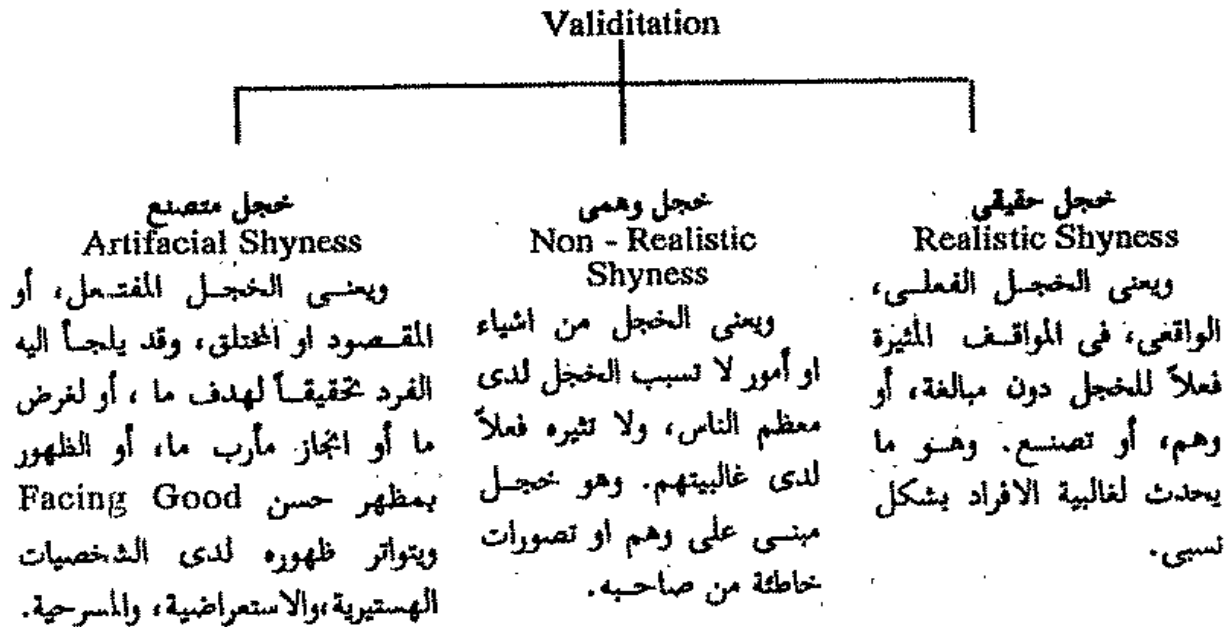 Validitation
خجل حقيقى
Realistic Shyness
ويعنى الخجل الفعلى،
الواقعى، فى المواقف المثيرة
فعلاً للخجل دون مبالغة، أو
وهم، أو تصنع. وهو ما
يحدث لغالبية الافراد بشكل
نسبى.
خجل وهمى
Non - Realistic
Shyness
ويعنى الخجل من اشياء
او أمور لا تسبب الخجل لدى
معظم الناس، ولا تثيره فعلاً
لدى غالبيتهم. وهو خجل
مبنى على وهم او تصورات
خاطئة من صاحبه.
خجل متصنع
Artifacial Shyness
ويعنى الخجل المفتعل، أو
المقصود او المختلق، وقد يلجأ اليه
الفرد تحقيقاً لهدف ما ، أو لغرض
ما أو انجاز مأرب ما، أو الظهور
بمظهر حسن Facing Good
ويتواتر ظهوره لدى الشخصيات
الهستيرية،والاستعراضية، والمسرحية.